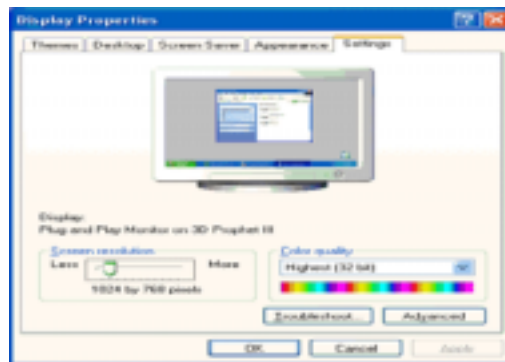 Display Properties
Themes Desktop Screen Saver Appearance Settings
Display:
Plug and Play Monitor on 3D Prophet III
Screen resolution
Less More
1024 by 768 pixels
Color quality
Highest (32 bit)
Troubleshoot... Advanced
OK Cancel Apply